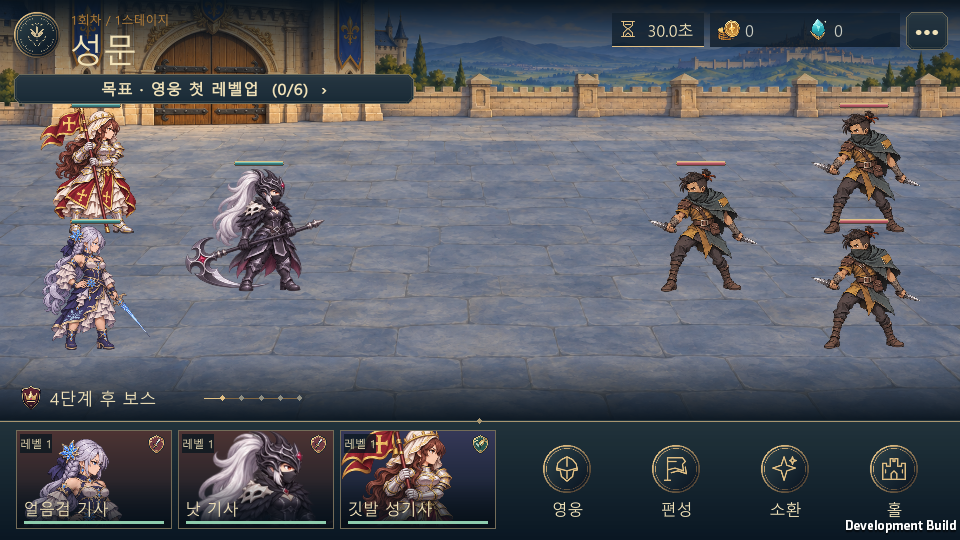 1회차 / 1스테이지
성문
30.0초
0
0
목표 · 영웅 첫 레벨업 (0/6) ›
4단계 후 보스
레벨 1
얼음검 기사
레벨 1
낫 기사
레벨 1
깃발 성기사
영웅
편성
소환
홀
Development Build